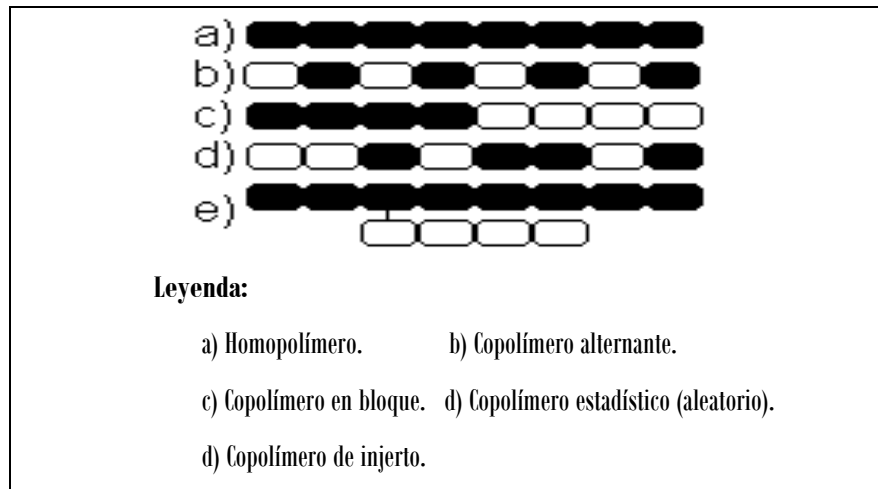 a)
b)
c)
d)
e)
Leyenda:
a) Homopolímero. b) Copolímero alternante.
c) Copolímero en bloque. d) Copolímero estadístico (aleatorio).
d) Copolímero de injerto.